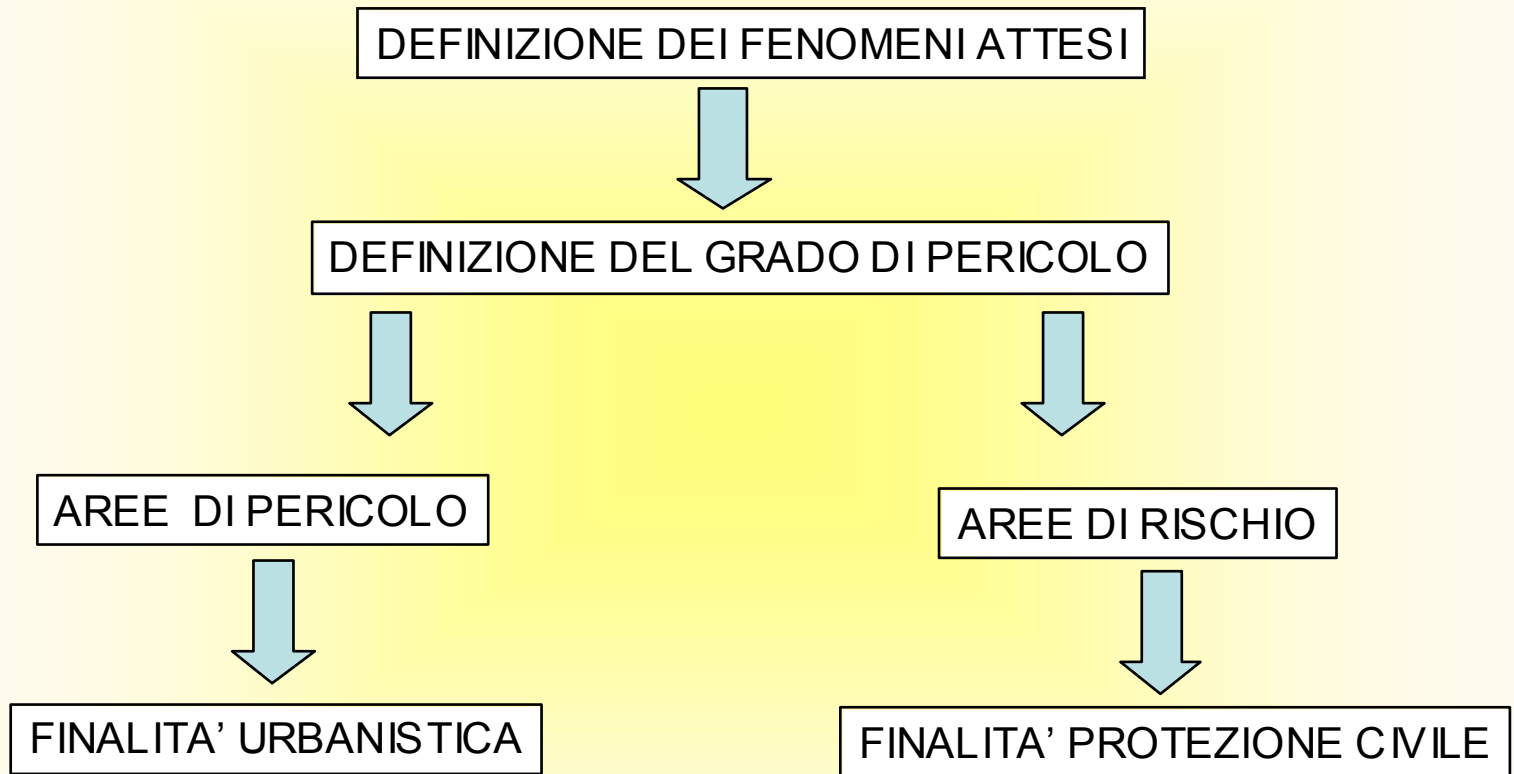 DEFINIZIONE DEI FENOMENI ATTESI
DEFINIZIONE DEL GRADO DI PERICOLO
AREE DI PERICOLO
AREE DI RISCHIO
FINALITA’ URBANISTICA
FINALITA’ PROTEZIONE CIVILE